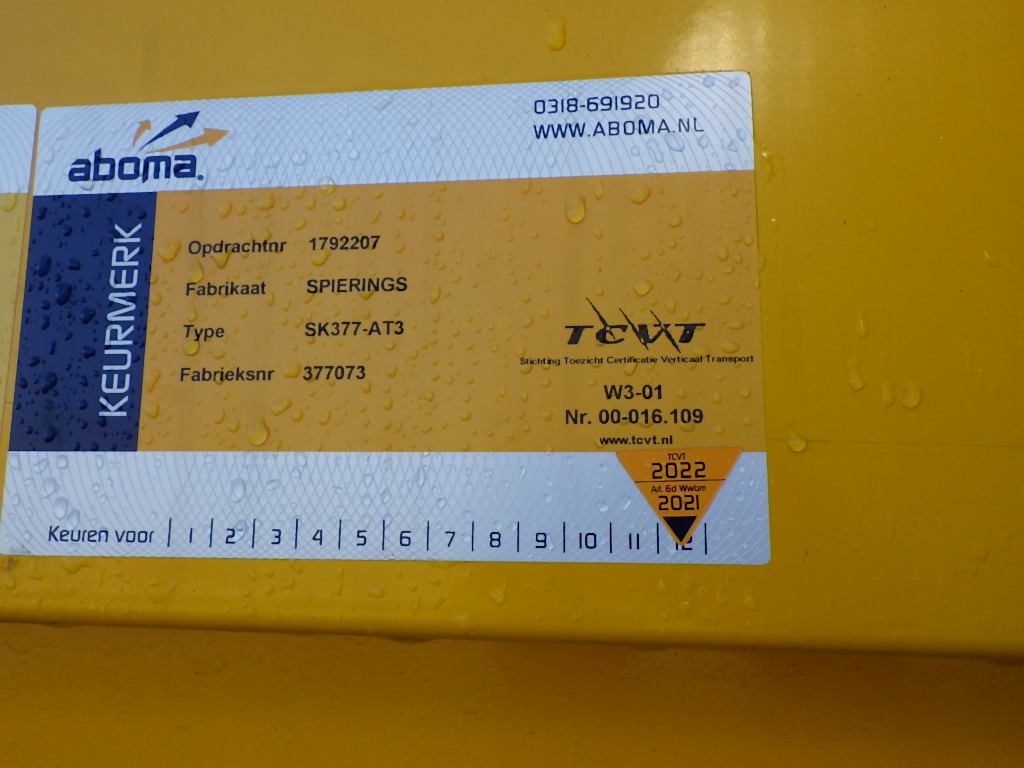 aboma.
0318-691920
WWW.ABOMA.NL
KEURMERK
Opdrachtnr 1792207
Fabrikaat SPIERINGS
Type SK377-AT3
Fabrieksnr 377073
TCVT
Stichting Toezicht Certificatie Verticaal Transport
W3-01
Nr. 00-016.109
www.tcvt.nl
TCVT
2022
Art. 6d Wwbm
2021
Keuren voor | 1 | 2 | 3 | 4 | 5 | 6 | 7 | 8 | 9 | 10 | 11 | 12 |